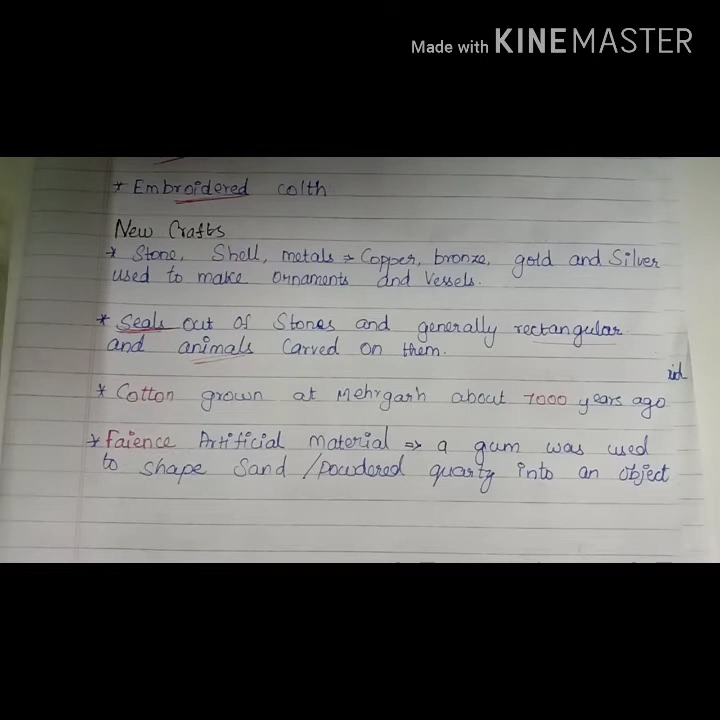 Made with KINEMASTER
* Embroidered colth
New Crafts
* Stone, Shell, metals => Copper, bronze, gold and Silver
used to make ornaments and Vessels.
* Seals out of Stones and generally rectangular
and animals Carved on them.
* Cotton grown at Mehrgarh about 7000 years ago
* Faience Artificial Material => a gum was used
to shape Sand / powdered quartz into an object